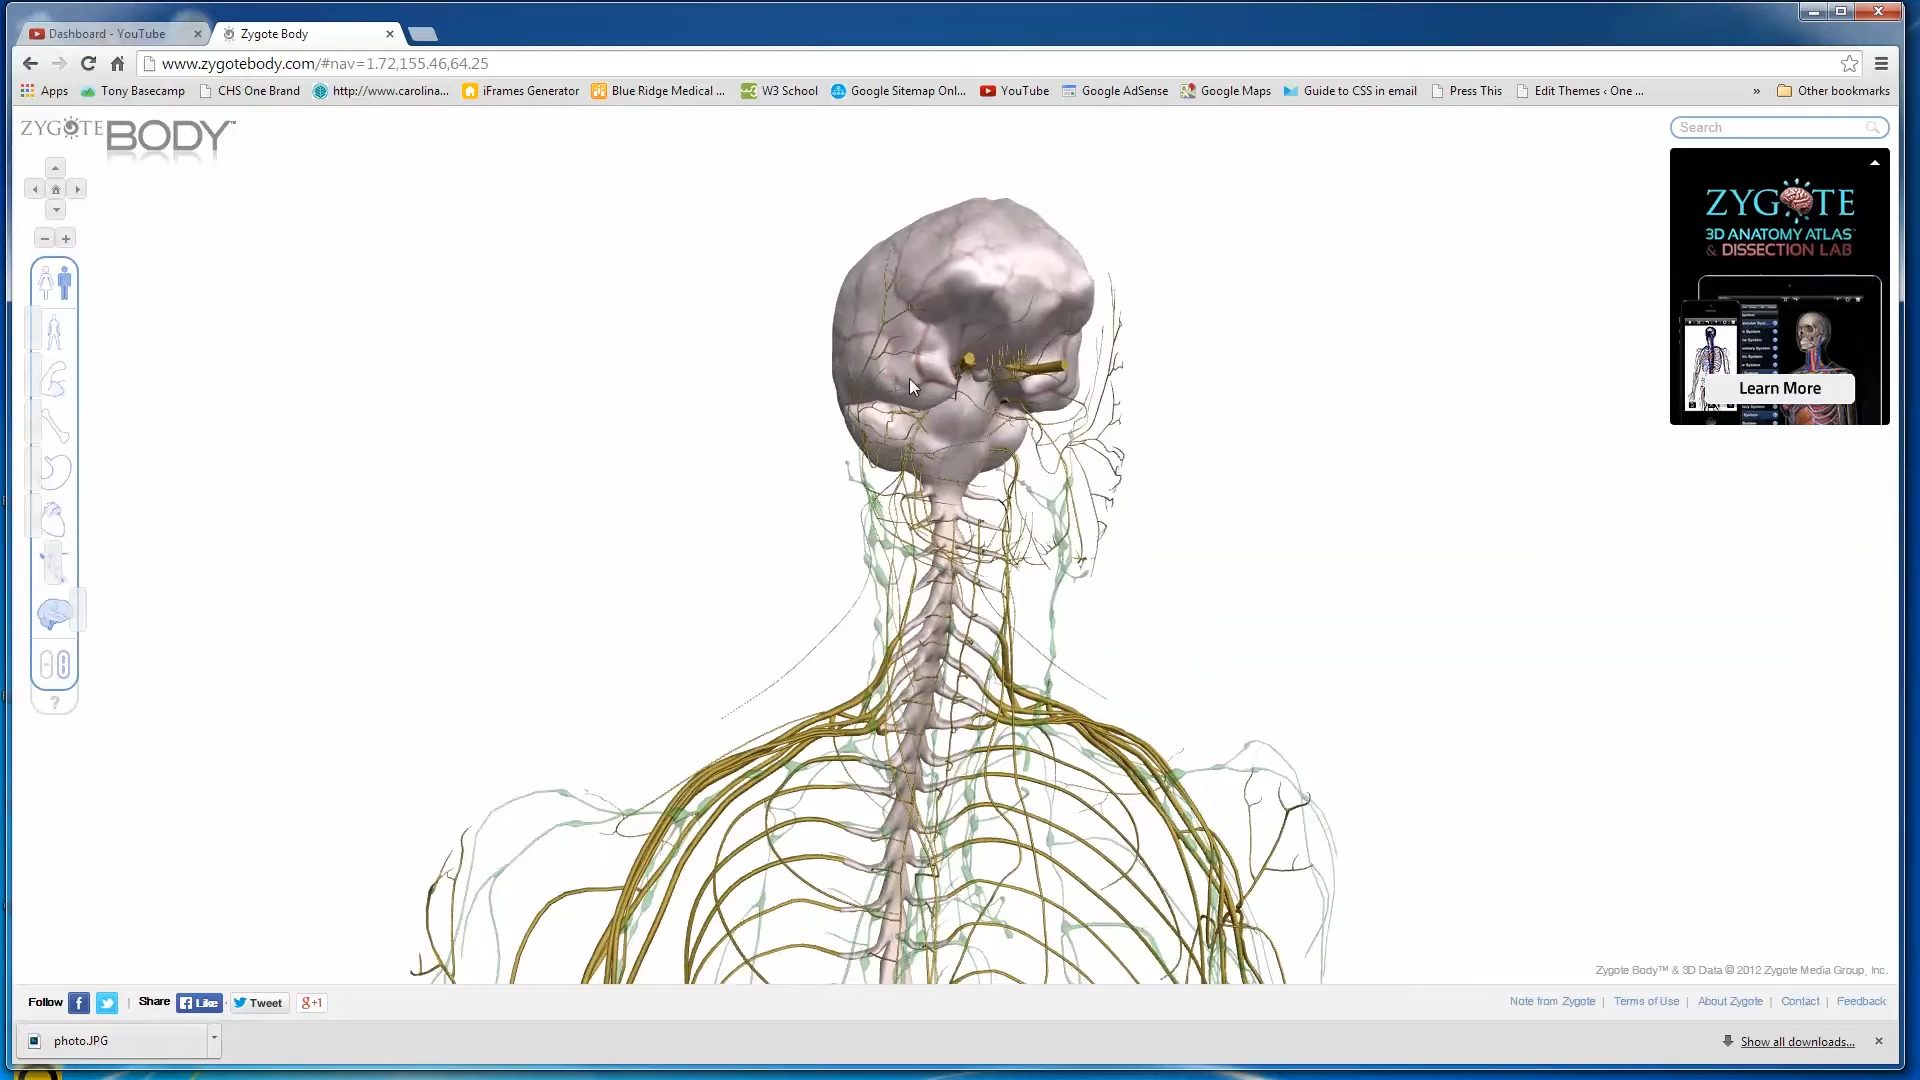 Dashboard - YouTube
Zygote Body
www.zygotebody.com/#nav=1.72,155.46,64.25
Apps
Tony Basecamp
CHS One Brand
http://www.carolina...
iFrames Generator
Blue Ridge Medical ...
W3 School
Google Sitemap Onl...
YouTube
Google AdSense
Google Maps
Guide to CSS in email
Press This
Edit Themes ‹ One ...
»
Other bookmarks
ZYGOTE BODY™
Search
ZYGOTE
3D ANATOMY ATLAS
& DISSECTION LAB
Learn More
?
Zygote Body™ & 3D Data © 2012 Zygote Media Group, Inc.
Follow
Share
Like
Tweet
g+1
Note from Zygote | Terms of Use | About Zygote | Contact | Feedback
photo.JPG
Show all downloads...